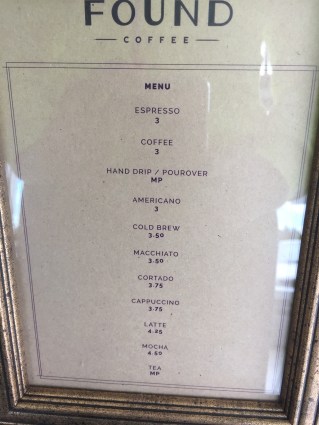 FOUND
COFFEE
MENU
ESPRESSO
3
COFFEE
3
HAND DRIP / POUROVER
MP
AMERICANO
3
COLD BREW
3.50
MACCHIATO
3.50
CORTADO
3.75
CAPPUCCINO
3.75
LATTE
4.25
MOCHA
4.50
TEA
MP